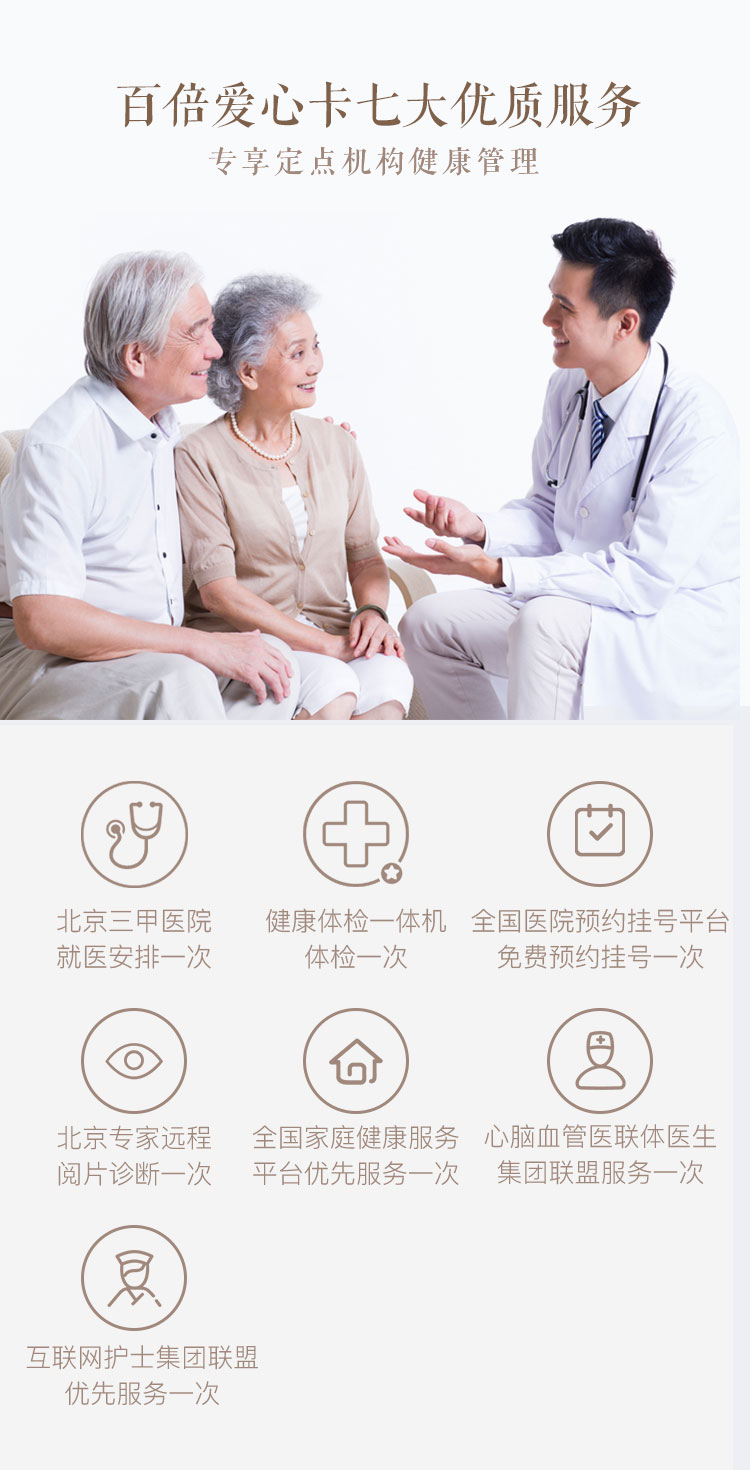 百倍爱心卡七大优质服务
专享定点机构健康管理
北京三甲医院
就医安排一次
健康体检一体机
体检一次
全国医院预约挂号平台
免费预约挂号一次
北京专家远程
阅片诊断一次
全国家庭健康服务
平台优先服务一次
心脑血管医联体医生
集团联盟服务一次
互联网护士集团联盟
优先服务一次